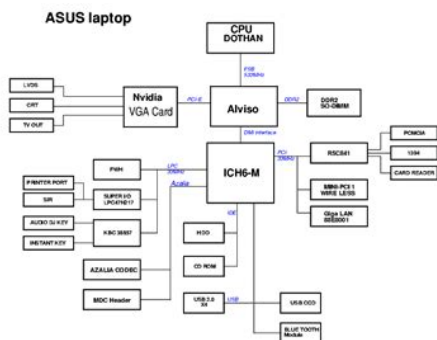 ASUS laptop
CPU
DOTHAN
FSB
533MHz
LVDS
CRT
TV OUT
Nvidia
VGA Card
PCI-E
Alviso
DDR2
DDR2
SO-DIMM
DMI interface
ICH6-M
PCI
33MHz
R5C841
PCMCIA
1394
CARD READER
MINI-PCI 1
WIRE LESS
Giga LAN
88E8001
FWH
LPC
33MHz
Azalia
PRINTER PORT
SIR
SUPER I/O
LPC47N217
AUDIO DJ KEY
INSTANT KEY
KBC 38857
AZALIA CODEC
MDC Header
IDE
HDD
CD ROM
USB 2.0
X4
USB
USB CCD
BLUE TOOTH
Module